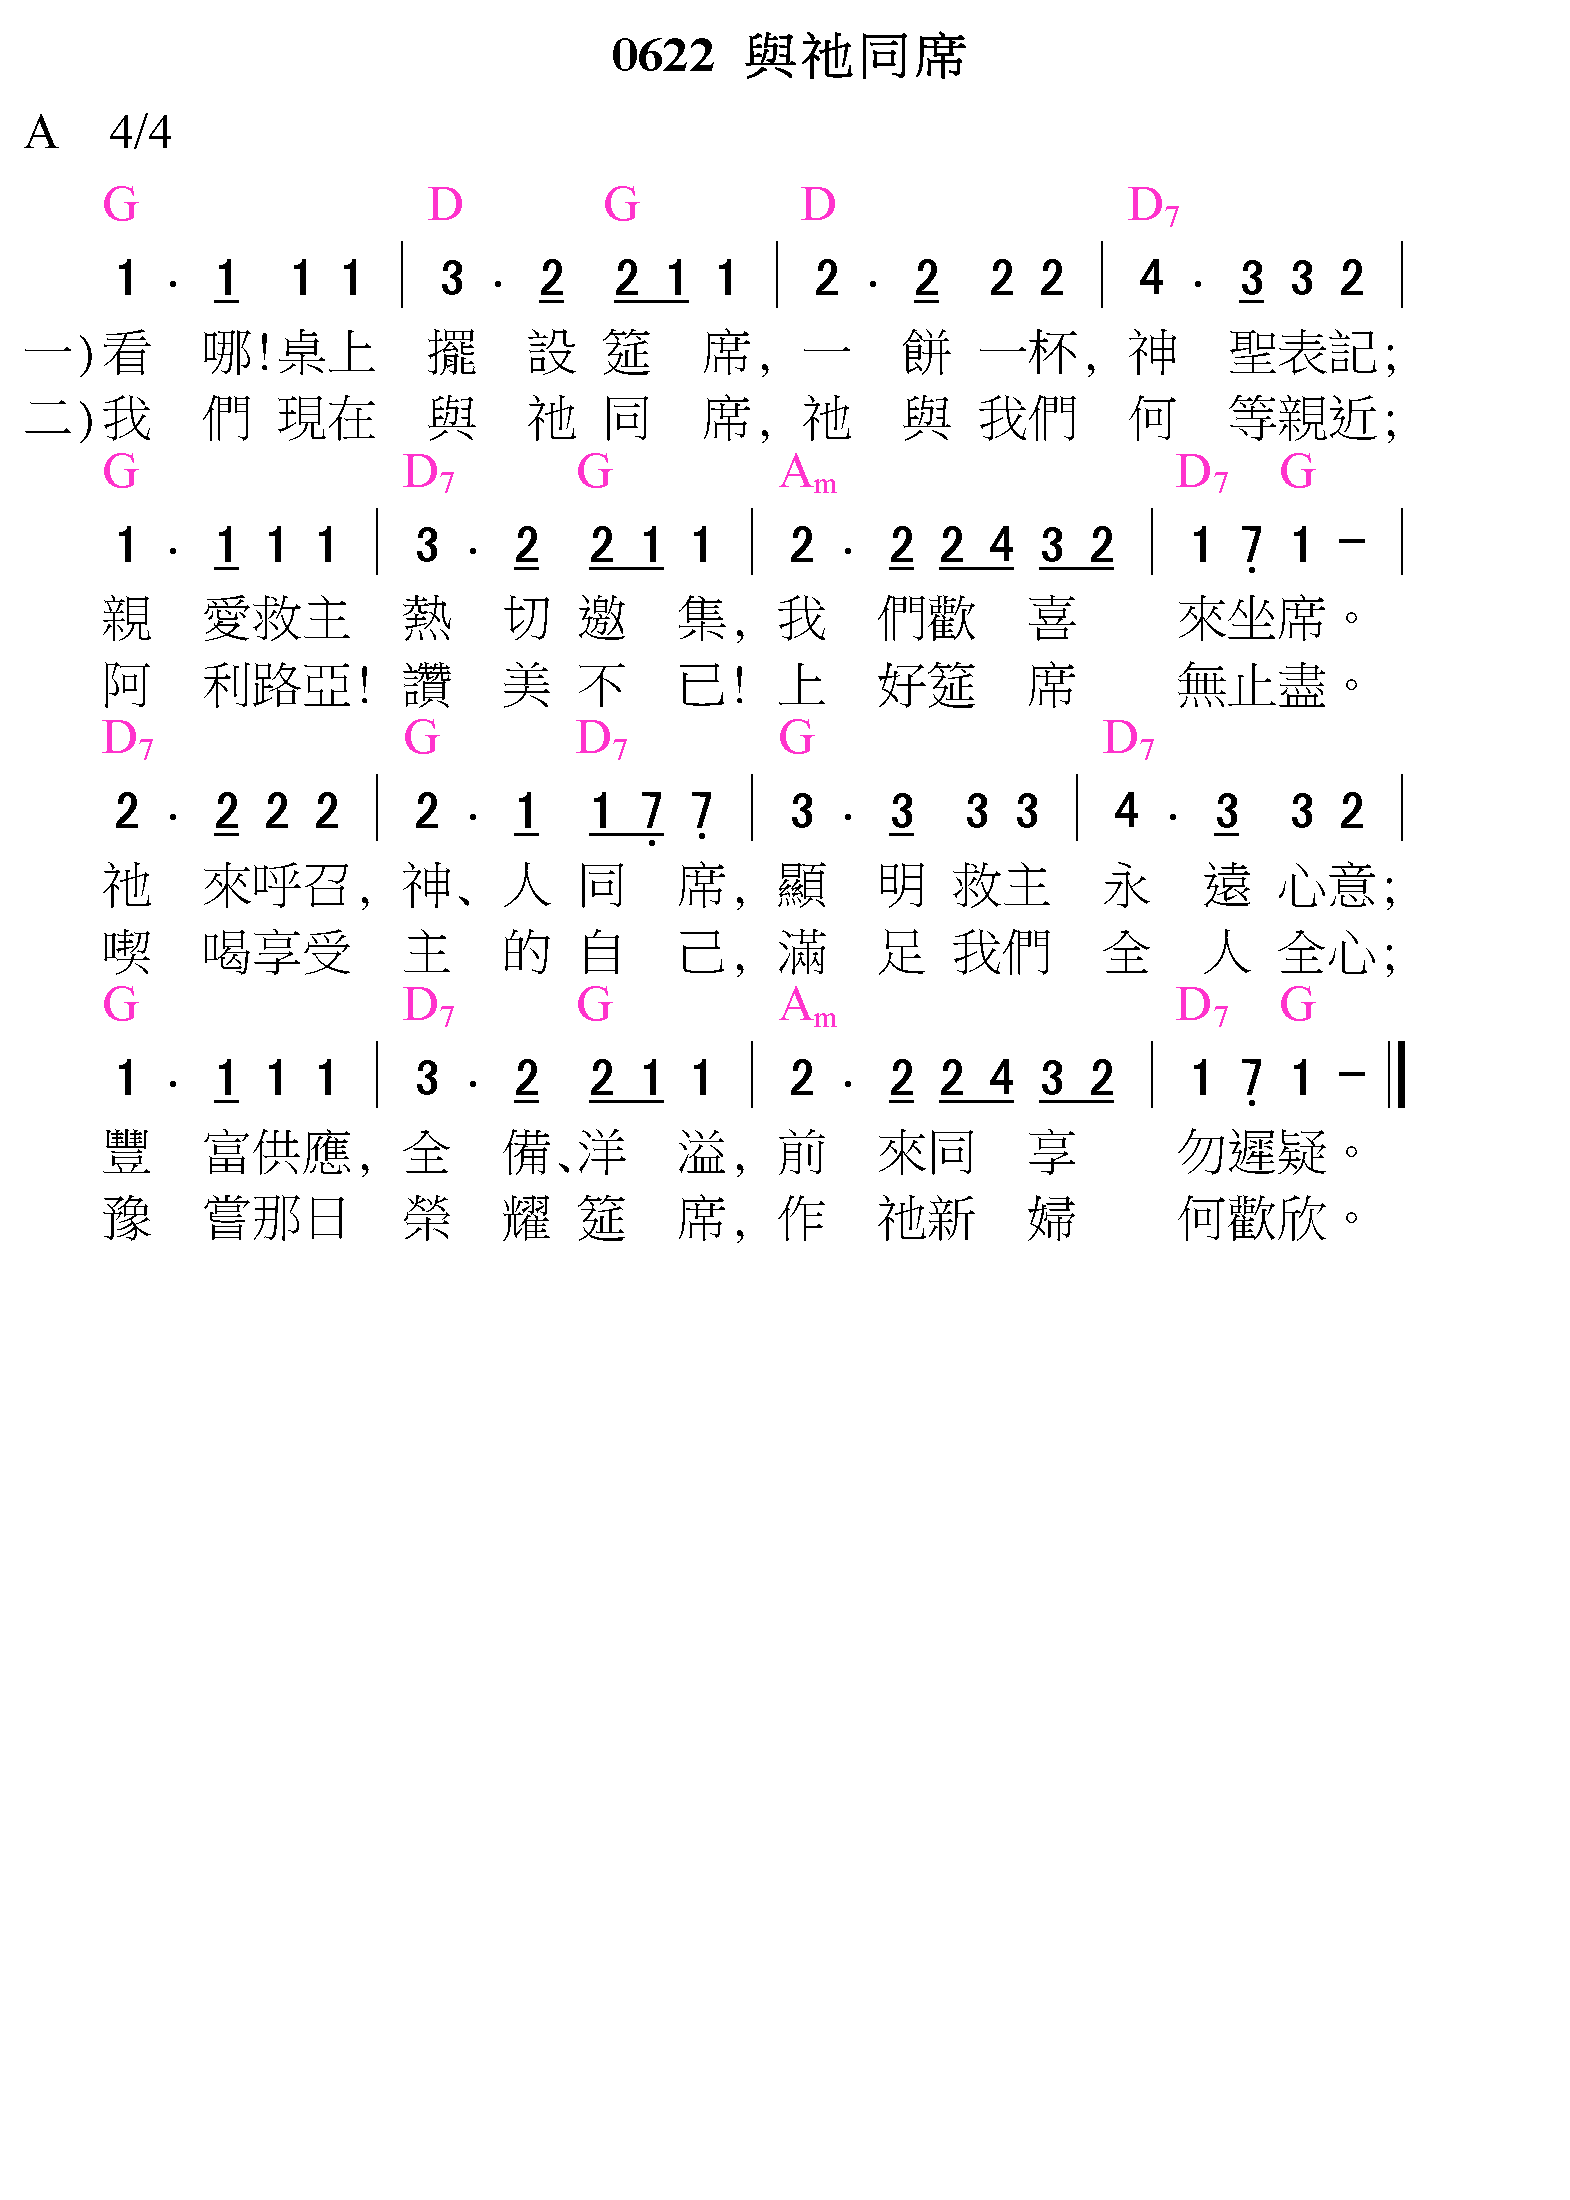 0622 與祂同席
A 4/4
G D G D D7
1 . 1 1 1 | 3 . 2 2 1 1 | 2 . 2 2 2 | 4 . 3 3 2 |
一)看 哪!桌上 擺 設 筵 席, 一 餅 一杯, 神 聖表記;
二)我 們 現在 與 祂 同 席, 祂 與 我們 何 等親近;
G D7 G Am D7 G
1 . 1 1 1 | 3 . 2 2 1 1 | 2 . 2 2 4 3 2 | 1 7 1 − |
親 愛救主 熱 切 邀 集, 我 們歡 喜 來坐席。
阿 利路亞! 讚 美 不 已! 上 好筵 席 無止盡。
D7 G D7 G D7
2 . 2 2 2 | 2 . 1 1 7 7 | 3 . 3 3 3 | 4 . 3 3 2 |
祂 來呼召, 神、人 同 席, 顯 明 救主 永 遠 心意;
喫 喝享受 主 的 自 己, 滿 足 我們 全 人 全心;
G D7 G Am D7 G
1 . 1 1 1 | 3 . 2 2 1 1 | 2 . 2 2 4 3 2 | 1 7 1 − ‖
豐 富供應, 全 備、洋 溢, 前 來同 享 勿遲疑。
豫 嘗那日 榮 耀 筵 席, 作 祂新 婦 何歡欣。